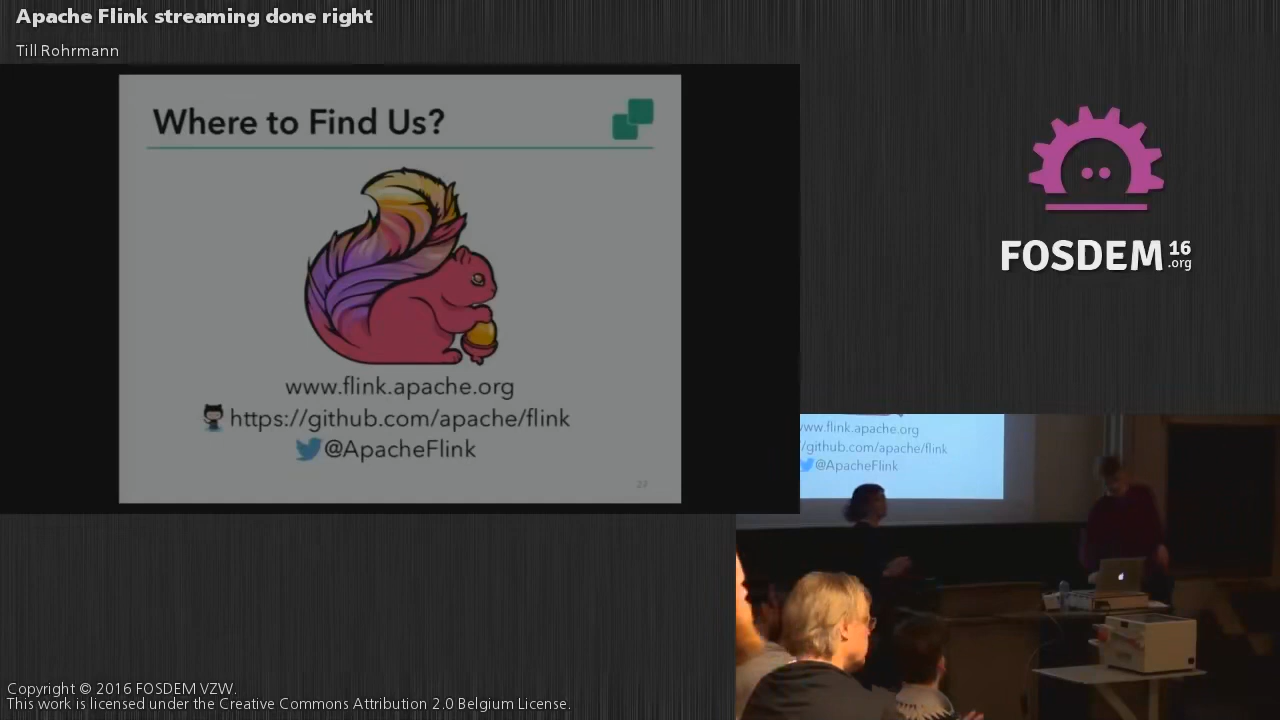 Apache Flink streaming done right
Till Rohrmann
Where to Find Us?
www.flink.apache.org
https://github.com/apache/flink
@ApacheFlink
FOSDEM 16
.org
www.flink.apache.org
/github.com/apache/flink
@ApacheFlink
Copyright © 2016 FOSDEM VZW.
This work is licensed under the Creative Commons Attribution 2.0 Belgium License.